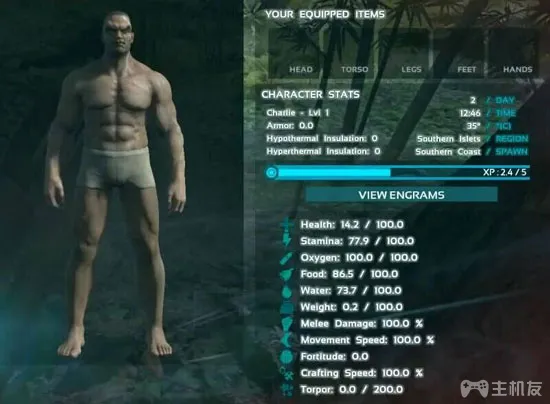 YOUR EQUIPPED ITEMS
HEAD TORSO LEGS FEET HANDS
CHARACTER STATS
Charlie - Lvl 1 2 / DAY
Armor: 0.0 12:46 / TIME
Hypothermal Insulation: 0 35° / °(C)
Hyperthermal Insulation: 0 Southern Islets / REGION
Southern Coast / SPAWN
XP : 2.4 / 5
VIEW ENGRAMS
Health: 14.2 / 100.0
Stamina: 77.9 / 100.0
Oxygen: 100.0 / 100.0
Food: 86.5 / 100.0
Water: 73.7 / 100.0
Weight: 0.2 / 100.0
Melee Damage: 100.0 %
Movement Speed: 100.0 %
Fortitude: 0.0
Crafting Speed: 100.0 %
Torpor: 0.0 / 200.0
主机友